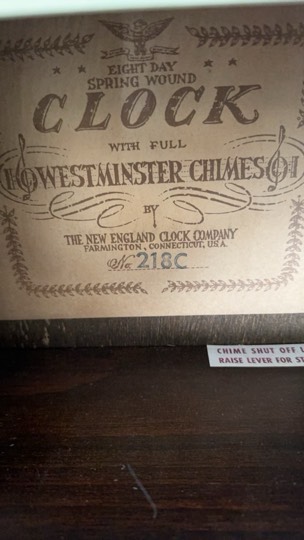 EIGHT DAY
SPRING WOUND
CLOCK
WITH FULL
WESTMINSTER CHIMES
BY
THE NEW ENGLAND CLOCK COMPANY
FARMINGTON, CONNECTICUT, U.S.A.
No. 218C
CHIME SHUT OFF
RAISE LEVER FOR